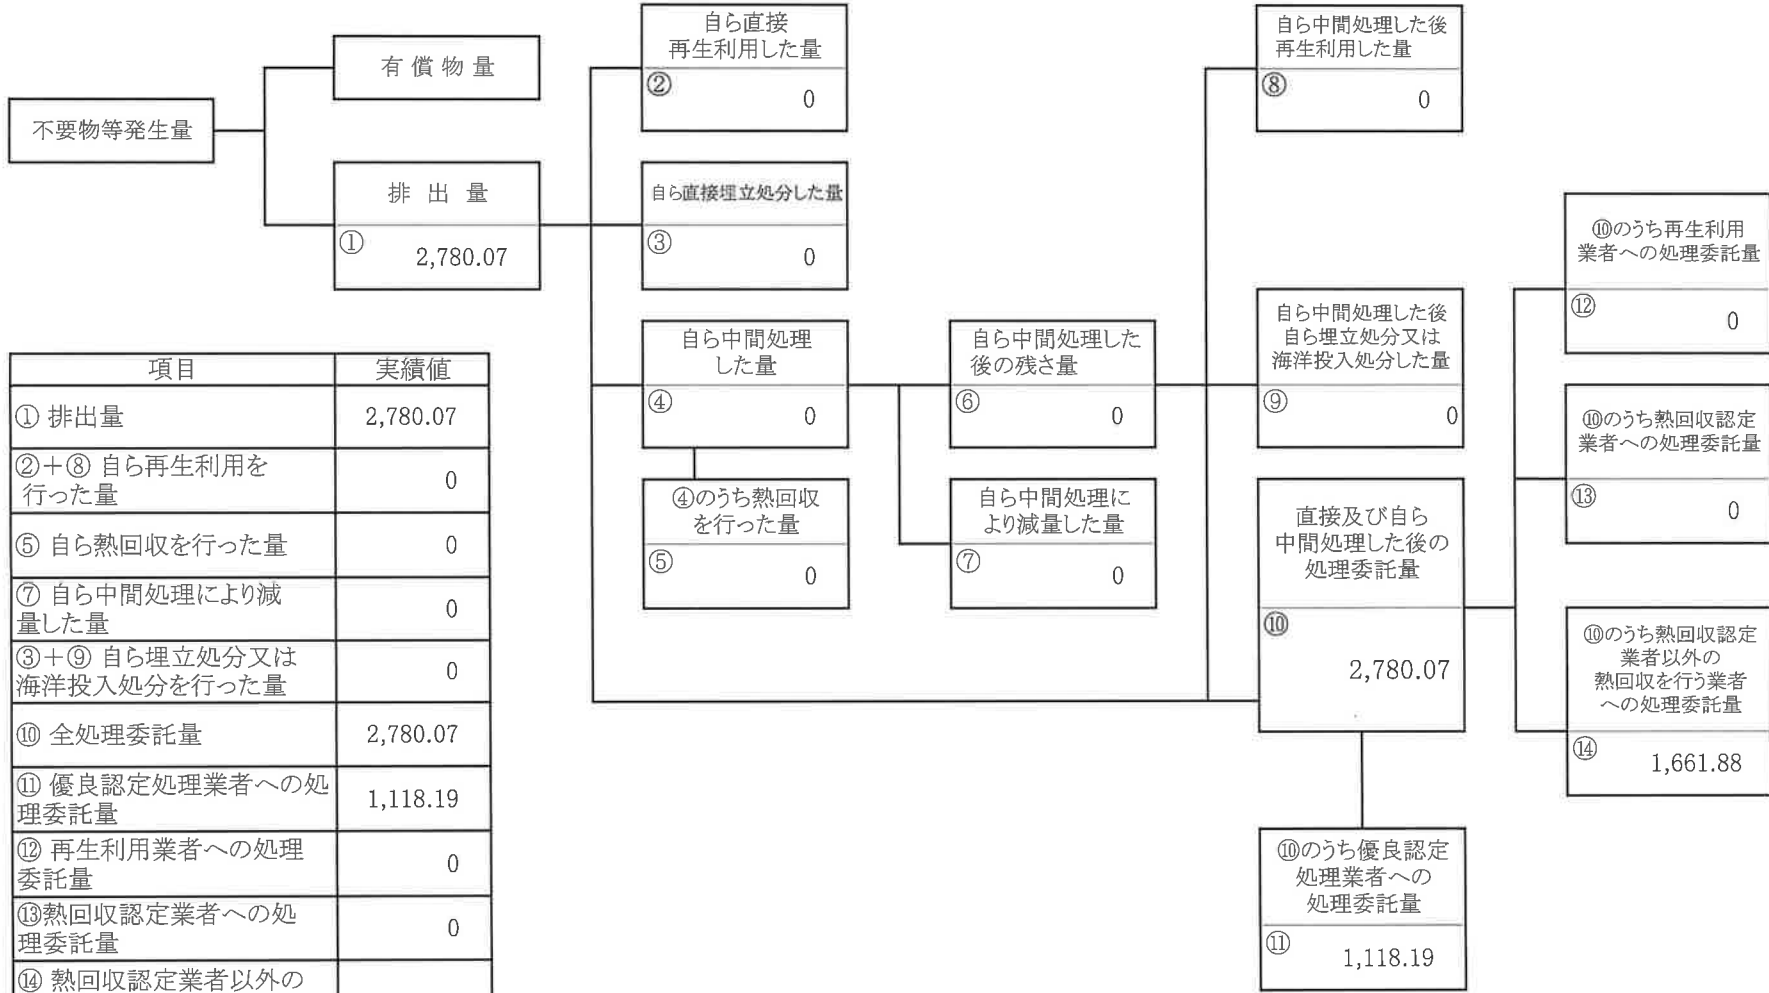 不要物等発生量
有償物量
排出量
①
2,780.07
自ら直接
再生利用した量
②
0
自ら直接埋立処分した量
③
0
自ら中間処理
した量
④
0
④のうち熱回収
を行った量
⑤
0
自ら中間処理した
後の残さ量
⑥
0
自ら中間処理に
より減量した量
⑦
0
自ら中間処理した後
再生利用した量
⑧
0
自ら中間処理した後
自ら埋立処分又は
海洋投入処分した量
⑨
0
直接及び自ら
中間処理した後の
処理委託量
⑩
2,780.07
⑩のうち優良認定
処理業者への
処理委託量
⑪
1,118.19
⑩のうち再生利用
業者への処理委託量
⑫
0
⑩のうち熱回収認定
業者への処理委託量
⑬
0
⑩のうち熱回収認定
業者以外の
熱回収を行う業者
への処理委託量
⑭
1,661.88
項目 実績値
① 排出量 2,780.07
②+⑧ 自ら再生利用を
行った量 0
⑤ 自ら熱回収を行った量 0
⑦ 自ら中間処理により減
量した量 0
③+⑨ 自ら埋立処分又は
海洋投入処分を行った量 0
⑩ 全処理委託量 2,780.07
⑪ 優良認定処理業者への処
理委託量 1,118.19
⑫ 再生利用業者への処理
委託量 0
⑬熱回収認定業者への処
理委託量 0
⑭ 熱回収認定業者以外の